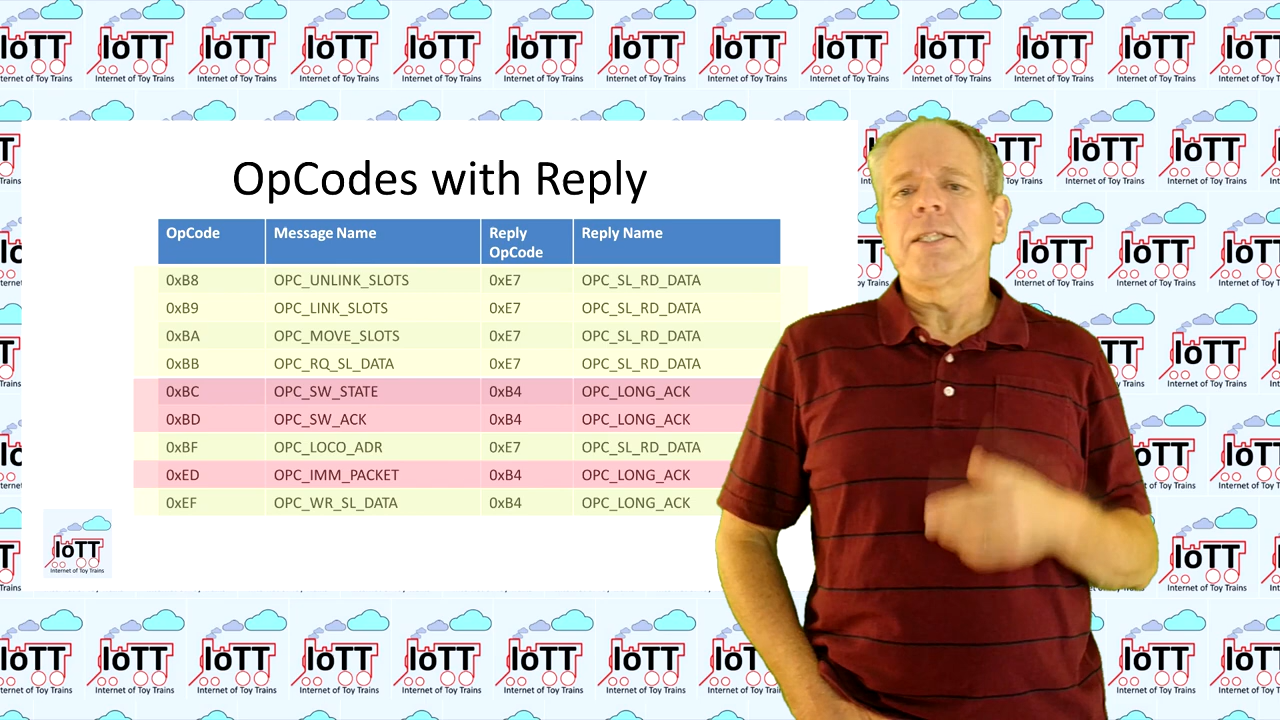 OpCodes with Reply
OpCode Message Name Reply OpCode Reply Name
0xB8 OPC_UNLINK_SLOTS 0xE7 OPC_SL_RD_DATA
0xB9 OPC_LINK_SLOTS 0xE7 OPC_SL_RD_DATA
0xBA OPC_MOVE_SLOTS 0xE7 OPC_SL_RD_DATA
0xBB OPC_RQ_SL_DATA 0xE7 OPC_SL_RD_DATA
0xBC OPC_SW_STATE 0xB4 OPC_LONG_ACK
0xBD OPC_SW_ACK 0xB4 OPC_LONG_ACK
0xBF OPC_LOCO_ADR 0xE7 OPC_SL_RD_DATA
0xED OPC_IMM_PACKET 0xB4 OPC_LONG_ACK
0xEF OPC_WR_SL_DATA 0xB4 OPC_LONG_ACK
IoTT
Internet of Toy Trains